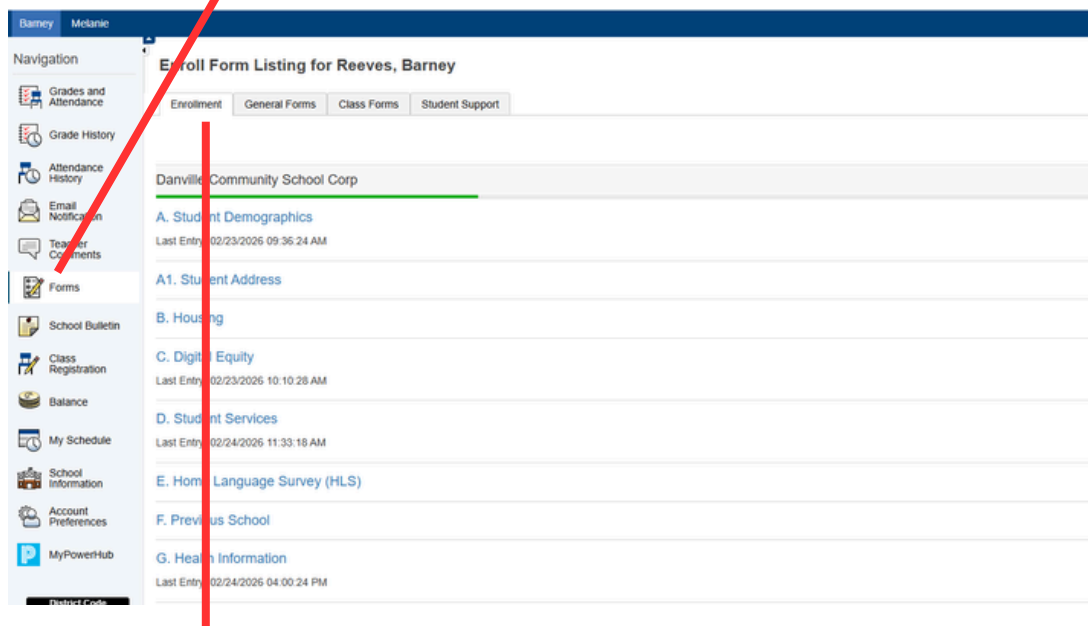 Barney Melanie
Navigation
Grades and
Attendance
Grade History
Attendance
History
Email
Notification
Teacher
Comments
Forms
School Bulletin
Class
Registration
Balance
My Schedule
School
Information
Account
Preferences
MyPowerHub
District Code
Enroll Form Listing for Reeves, Barney
Enrollment General Forms Class Forms Student Support
Danville Community School Corp
A. Student Demographics
Last Entry 02/23/2026 09:36:24 AM
A1. Student Address
B. Housing
C. Digital Equity
Last Entry 02/23/2026 10:10:28 AM
D. Student Services
Last Entry 02/24/2026 11:33:18 AM
E. Home Language Survey (HLS)
F. Previous School
G. Health Information
Last Entry 02/24/2026 04:00:24 PM